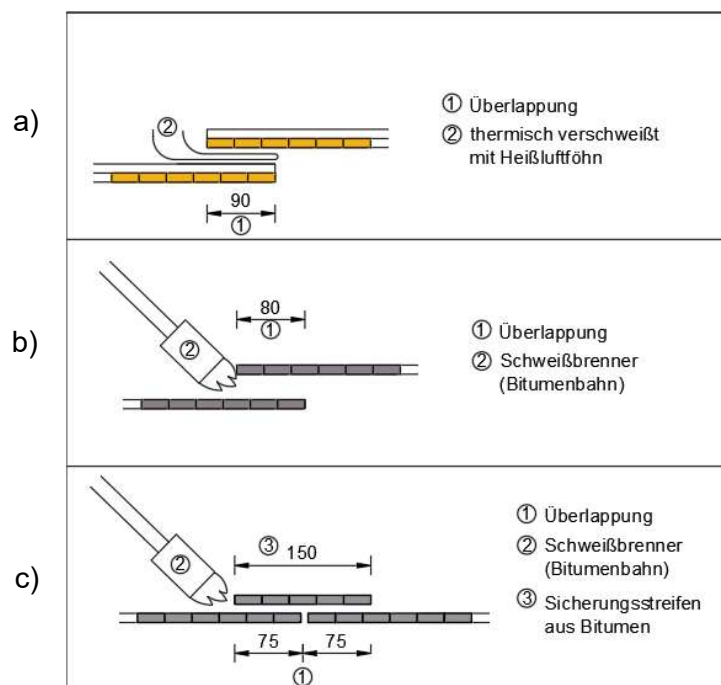 a)
②
90
①
① Überlappung
② thermisch verschweißt
mit Heißluftföhn
b)
②
80
①
① Überlappung
② Schweißbrenner
(Bitumenbahn)
c)
②
③
150
75
75
①
① Überlappung
② Schweißbrenner
(Bitumenbahn)
③ Sicherungsstreifen
aus Bitumen